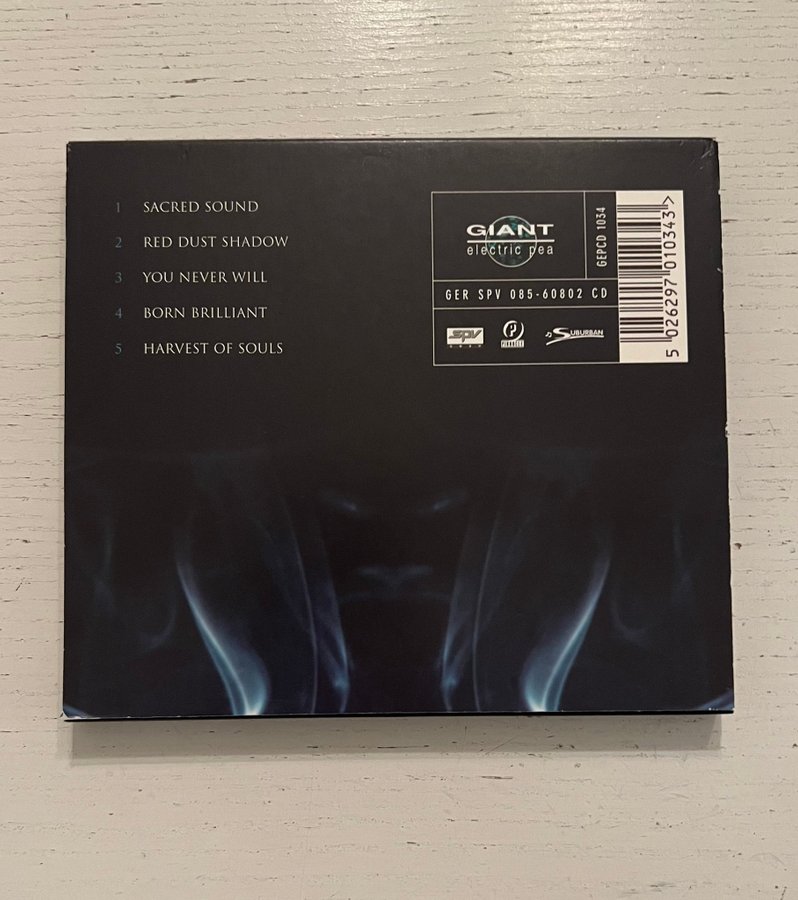 1 SACRED SOUND
2 RED DUST SHADOW
3 YOU NEVER WILL
4 BORN BRILLIANT
5 HARVEST OF SOULS
GIANT
electric pea
GEPCD 1034
GER SPV 085-60802 CD
SPV
SUBURBAN
5 026297 010343>